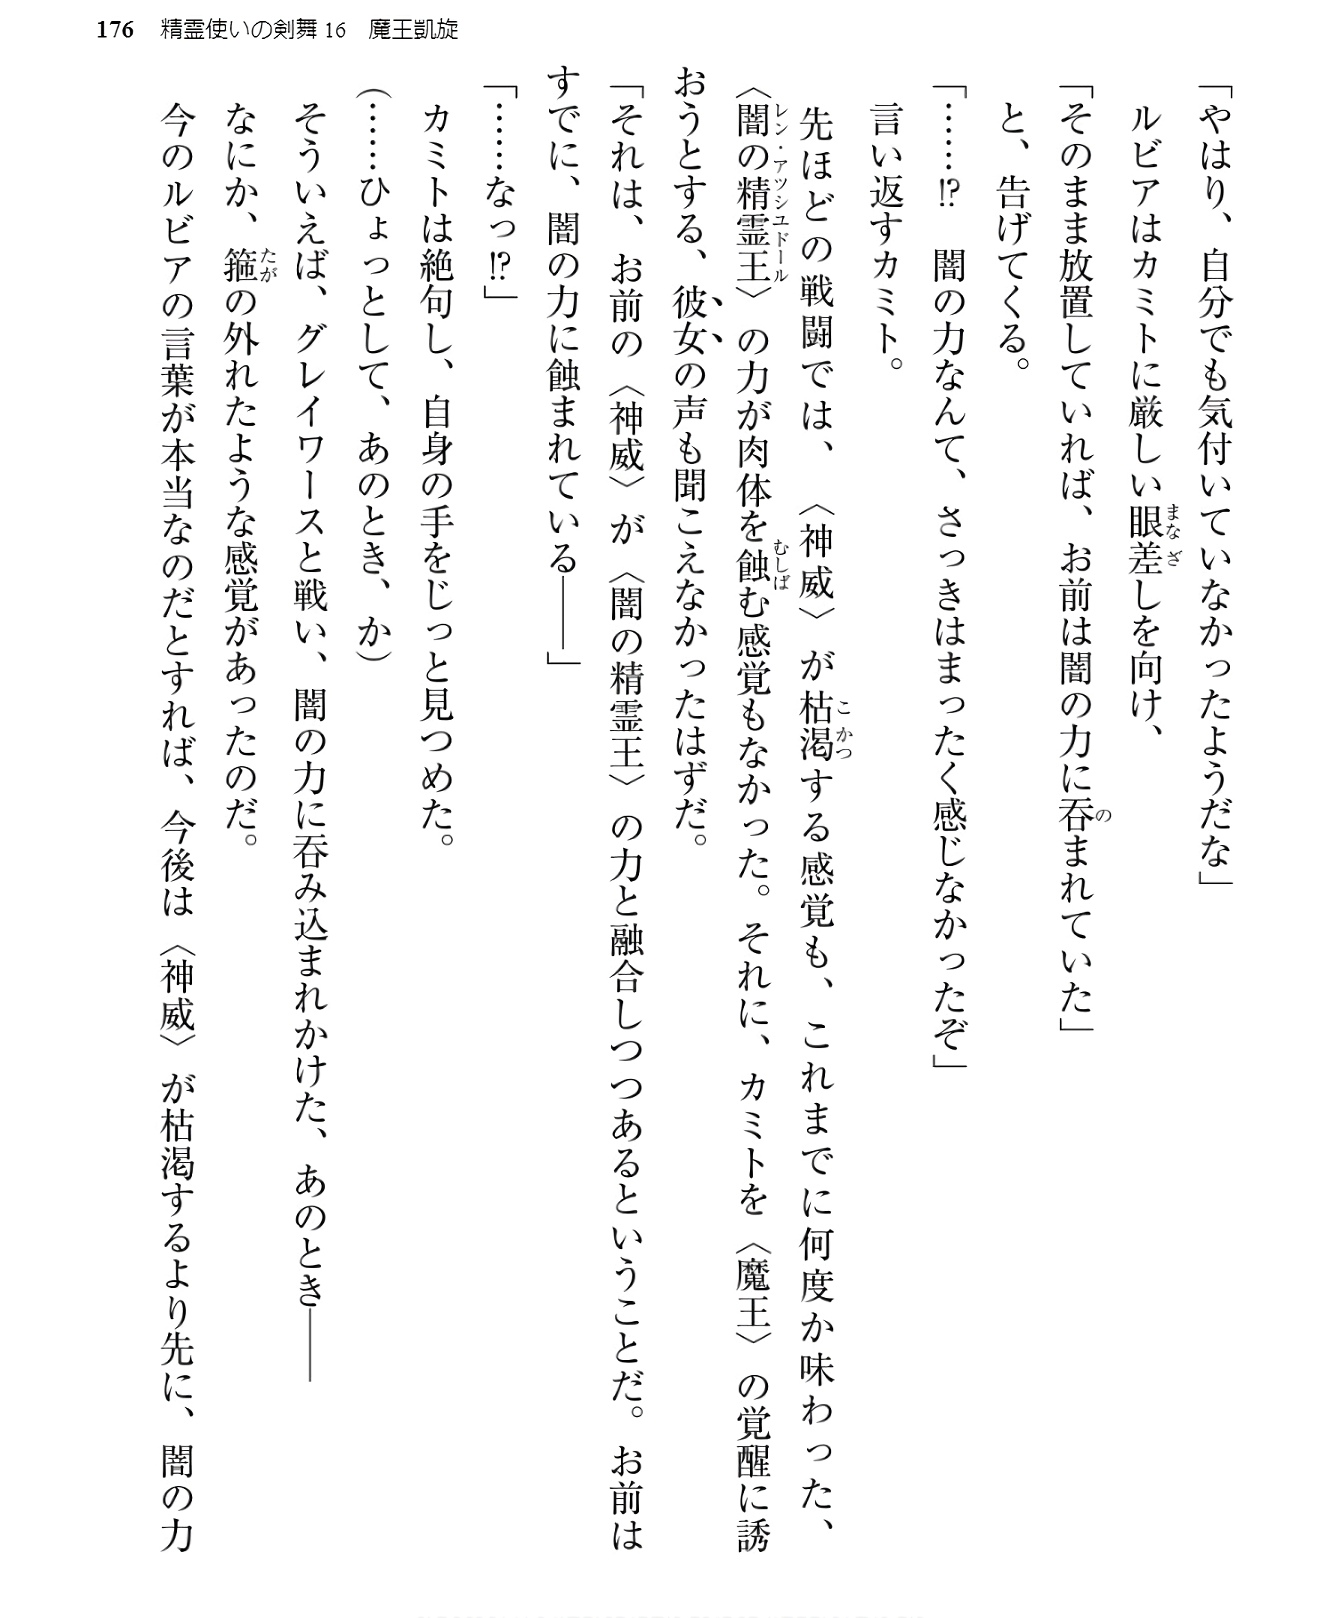 176 精霊使いの剣舞16 魔王凱旋
「やはり、自分でも気付いていなかったようだな」
ルビアはカミトに厳しい眼差しを向け、
「そのまま放置していれば、お前は闇の力に呑まれていた」
と、告げてくる。
「……!? 闇の力なんて、さっきはまったく感じなかったぞ」
言い返すカミト。
先ほどの戦闘では、〈神威〉が枯渇する感覚も、これまでに何度か味わった、
〈闇の精霊王〉の力が肉体を蝕む感覚もなかった。それに、カミトを〈魔王〉の覚醒に誘
おうとする、彼女の声も聞こえなかったはずだ。
「それは、お前の〈神威〉が〈闇の精霊王〉の力と融合しつつあるということだ。お前は
すでに、闇の力に蝕まれている――」
「……なっ!?」
カミトは絶句し、自身の手をじっと見つめた。
(……ひょっとして、あのとき、か)
そういえば、グレイワースと戦い、闇の力に呑み込まれかけた、あのとき――
なにか、箍の外れたような感覚があったのだ。
今のルビアの言葉が本当なのだとすれば、今後は〈神威〉が枯渇するより先に、闇の力